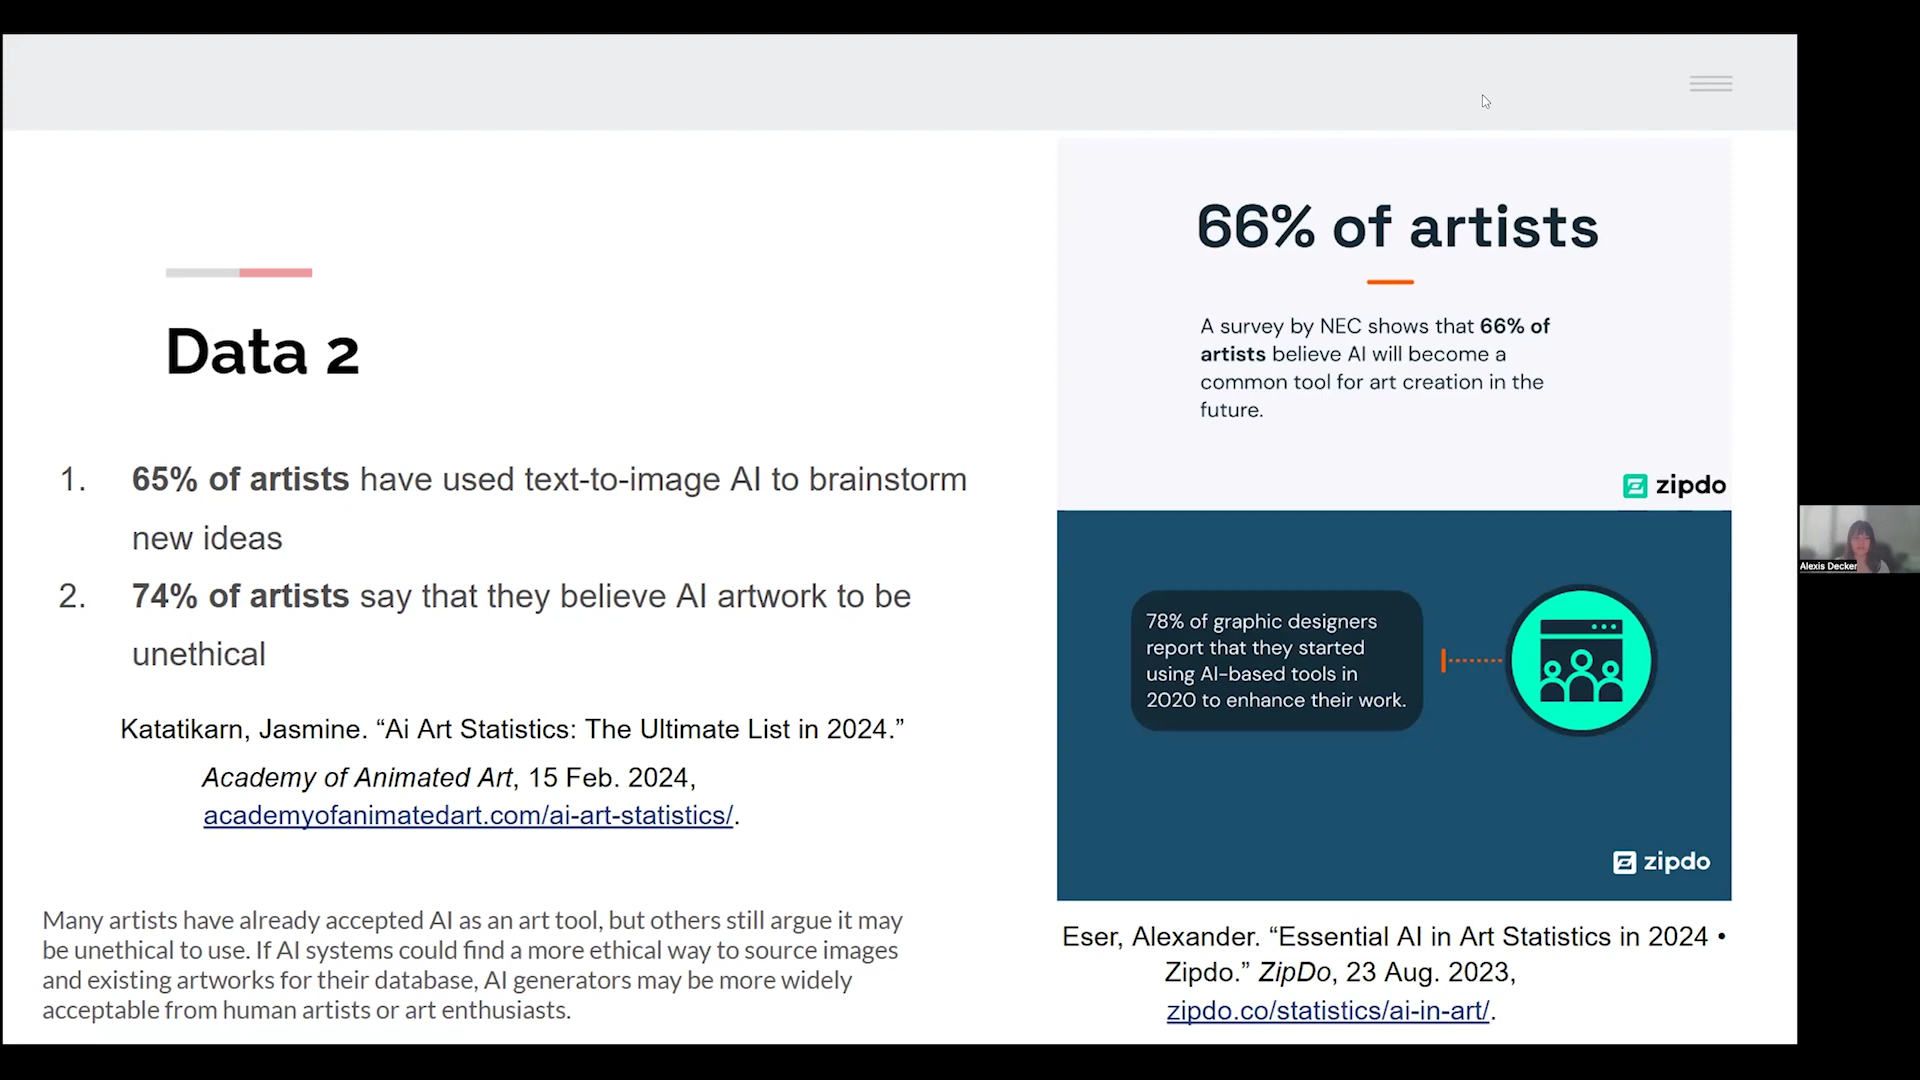 Data 2
1. 65% of artists have used text-to-image AI to brainstorm
new ideas
2. 74% of artists say that they believe AI artwork to be
unethical
Katatikarn, Jasmine. “Ai Art Statistics: The Ultimate List in 2024.”
Academy of Animated Art, 15 Feb. 2024,
academyofanimatedart.com/ai-art-statistics/.
Many artists have already accepted AI as an art tool, but others still argue it may
be unethical to use. If AI systems could find a more ethical way to source images
and existing artworks for their database, AI generators may be more widely
acceptable from human artists or art enthusiasts.
66% of artists
A survey by NEC shows that 66% of
artists believe AI will become a
common tool for art creation in the
future.
zipdo
78% of graphic designers
report that they started
using AI-based tools in
2020 to enhance their work.
zipdo
Eser, Alexander. “Essential AI in Art Statistics in 2024 •
Zipdo.” ZipDo, 23 Aug. 2023,
zipdo.co/statistics/ai-in-art/.
Alexis Decker